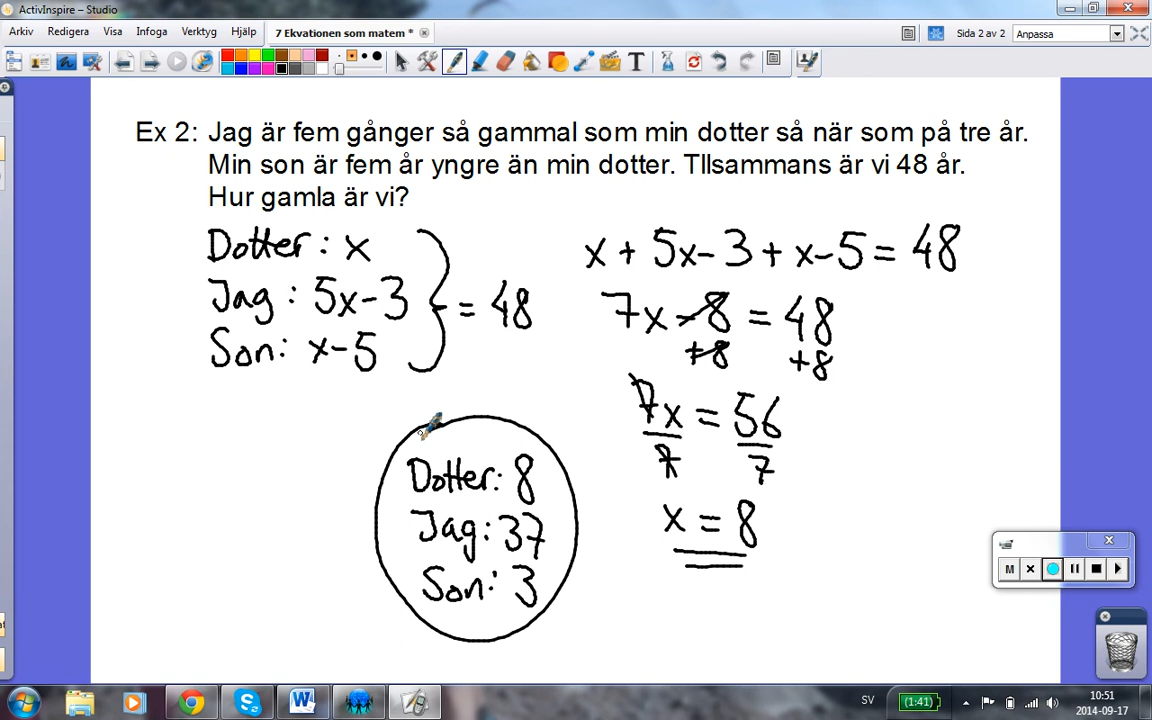 ActivInspire – Studio
Arkiv Redigera Visa Infoga Verktyg Hjälp
7 Ekvationen som matem *
Sida 2 av 2
Anpassa
Ex 2: Jag är fem gånger så gammal som min dotter så när som på tre år.
Min son är fem år yngre än min dotter. TIlsammans är vi 48 år.
Hur gamla är vi?
Dotter: x
Jag: 5x-3
Son: x-5
= 48
x + 5x-3 + x-5 = 48
7x-8 = 48
+8 +8
7x = 56
7 7
x = 8
Dotter: 8
Jag: 37
Son: 3
M
SV
(1:41)
10:51
2014-09-17